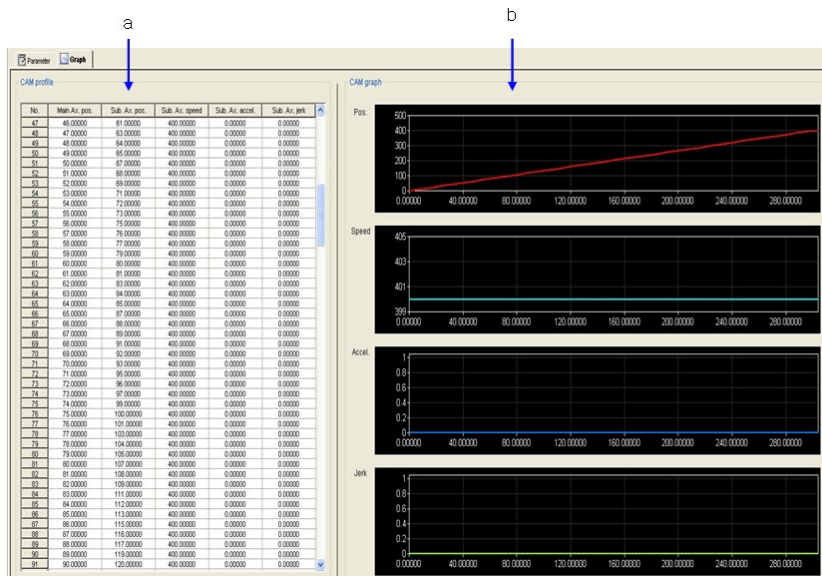 a
b
Parameter Graph
CAM profile
No. Main Ax. pos. Sub. Ax. pos. Sub. Ax. speed Sub. Ax. accel. Sub. Ax. jerk
47 46.00000 61.00000 400.00000 0.00000 0.00000
48 47.00000 63.00000 400.00000 0.00000 0.00000
49 48.00000 64.00000 400.00000 0.00000 0.00000
50 49.00000 65.00000 400.00000 0.00000 0.00000
51 50.00000 67.00000 400.00000 0.00000 0.00000
52 51.00000 68.00000 400.00000 0.00000 0.00000
53 52.00000 69.00000 400.00000 0.00000 0.00000
54 53.00000 71.00000 400.00000 0.00000 0.00000
55 54.00000 72.00000 400.00000 0.00000 0.00000
56 55.00000 73.00000 400.00000 0.00000 0.00000
57 56.00000 75.00000 400.00000 0.00000 0.00000
58 57.00000 76.00000 400.00000 0.00000 0.00000
59 58.00000 77.00000 400.00000 0.00000 0.00000
60 59.00000 79.00000 400.00000 0.00000 0.00000
61 60.00000 80.00000 400.00000 0.00000 0.00000
62 61.00000 81.00000 400.00000 0.00000 0.00000
63 62.00000 83.00000 400.00000 0.00000 0.00000
64 63.00000 84.00000 400.00000 0.00000 0.00000
65 64.00000 85.00000 400.00000 0.00000 0.00000
66 65.00000 87.00000 400.00000 0.00000 0.00000
67 66.00000 88.00000 400.00000 0.00000 0.00000
68 67.00000 89.00000 400.00000 0.00000 0.00000
69 68.00000 91.00000 400.00000 0.00000 0.00000
70 69.00000 92.00000 400.00000 0.00000 0.00000
71 70.00000 93.00000 400.00000 0.00000 0.00000
72 71.00000 95.00000 400.00000 0.00000 0.00000
73 72.00000 96.00000 400.00000 0.00000 0.00000
74 73.00000 97.00000 400.00000 0.00000 0.00000
75 74.00000 99.00000 400.00000 0.00000 0.00000
76 75.00000 100.00000 400.00000 0.00000 0.00000
77 76.00000 101.00000 400.00000 0.00000 0.00000
78 77.00000 103.00000 400.00000 0.00000 0.00000
79 78.00000 104.00000 400.00000 0.00000 0.00000
80 79.00000 105.00000 400.00000 0.00000 0.00000
81 80.00000 107.00000 400.00000 0.00000 0.00000
82 81.00000 108.00000 400.00000 0.00000 0.00000
83 82.00000 109.00000 400.00000 0.00000 0.00000
84 83.00000 111.00000 400.00000 0.00000 0.00000
85 84.00000 112.00000 400.00000 0.00000 0.00000
86 85.00000 113.00000 400.00000 0.00000 0.00000
87 86.00000 115.00000 400.00000 0.00000 0.00000
88 87.00000 116.00000 400.00000 0.00000 0.00000
89 88.00000 117.00000 400.00000 0.00000 0.00000
90 89.00000 119.00000 400.00000 0.00000 0.00000
91 90.00000 120.00000 400.00000 0.00000 0.00000
CAM graph
Pos.
500
400
300
200
100
0
0.00000 40.00000 80.00000 120.00000 160.00000 200.00000 240.00000 280.00000
Speed
405
403
401
399
0.00000 40.00000 80.00000 120.00000 160.00000 200.00000 240.00000 280.00000
Accel.
1
0.8
0.6
0.4
0.2
0
0.00000 40.00000 80.00000 120.00000 160.00000 200.00000 240.00000 280.00000
Jerk
1
0.8
0.6
0.4
0.2
0
0.00000 40.00000 80.00000 120.00000 160.00000 200.00000 240.00000 280.00000